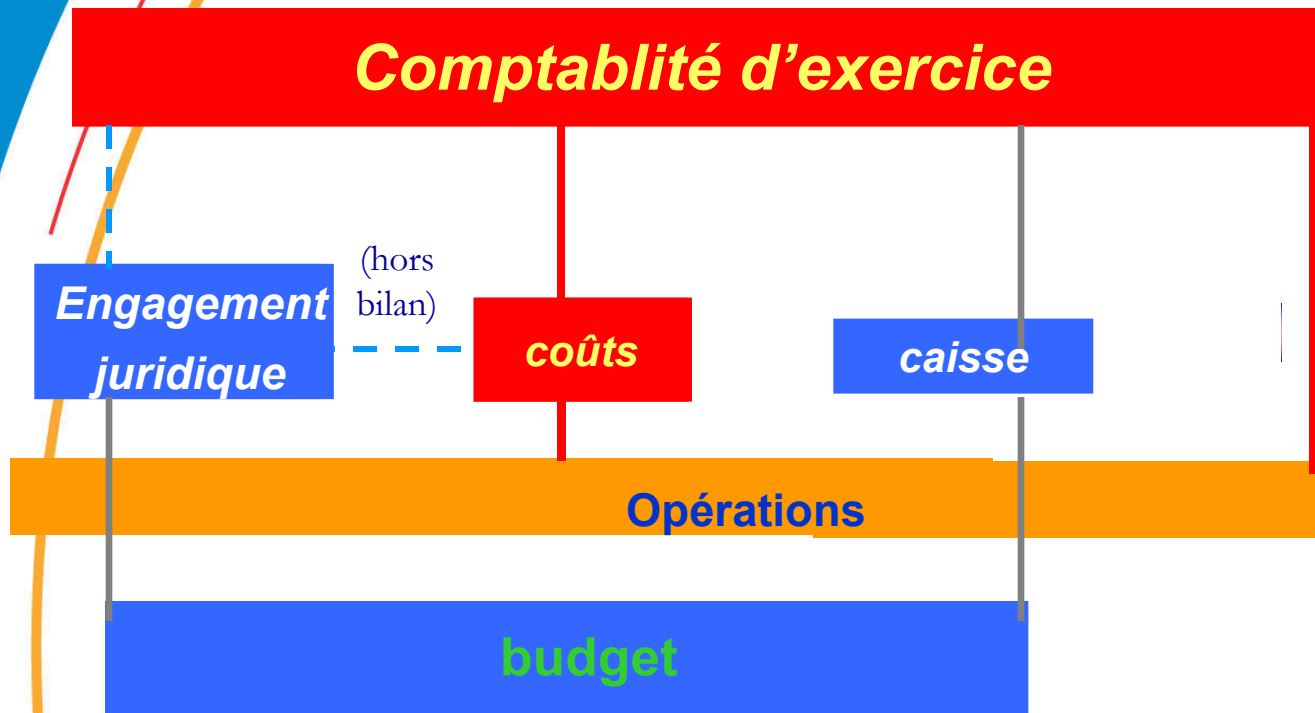 Comptablité d'exercice
(hors
bilan)
Engagement
juridique
coûts
caisse
Opérations
budget